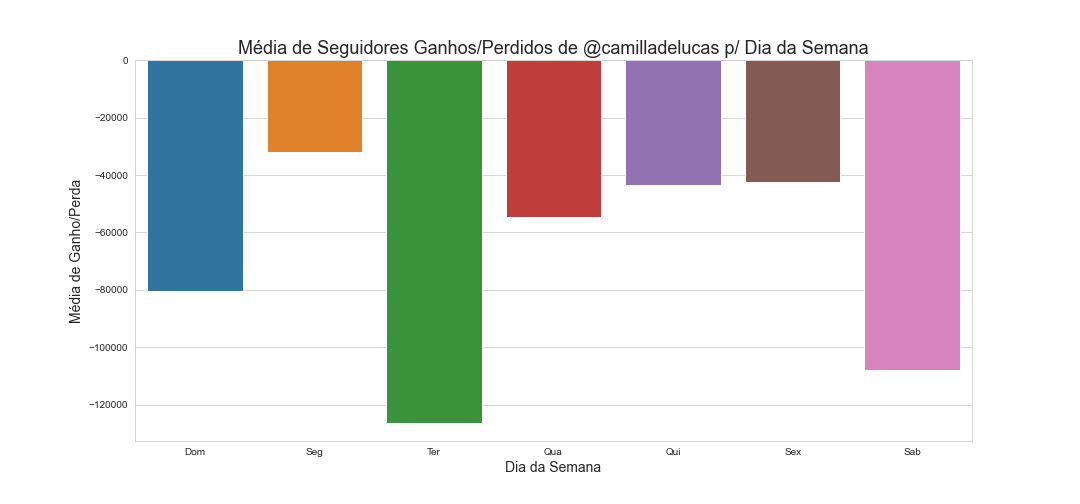 Média de Seguidores Ganhos/Perdidos de @camilladelucas p/ Dia da Semana
Média de Ganho/Perda
0
−20000
−40000
−60000
−80000
−100000
−120000
Dom Seg Ter Qua Qui Sex Sab
Dia da Semana